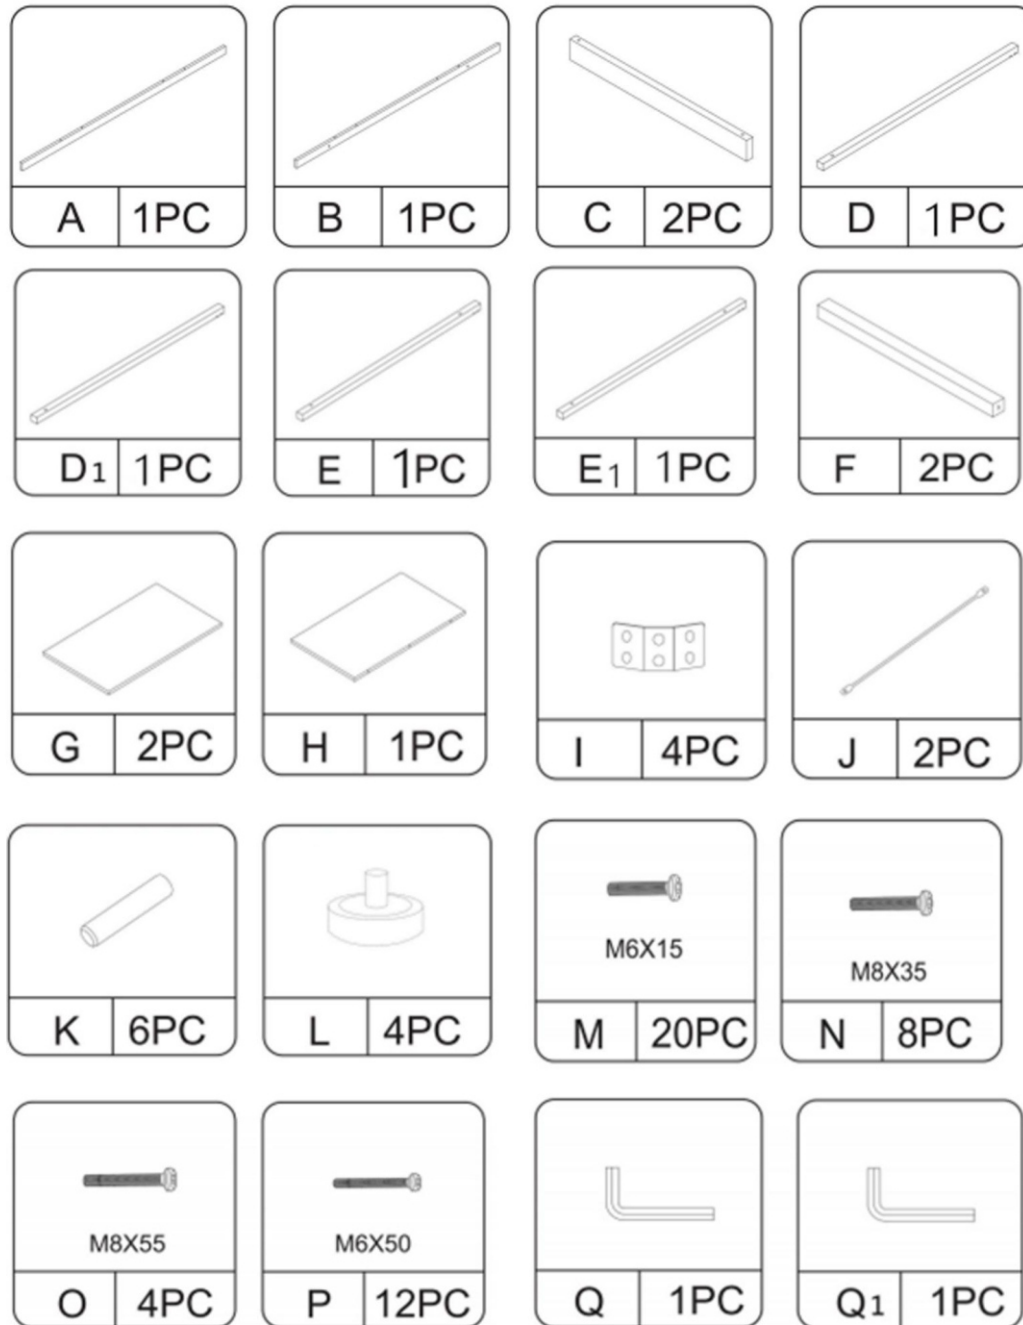 A 1PC B 1PC C 2PC D 1PC
D1 1PC E 1PC E1 1PC F 2PC
G 2PC H 1PC I 4PC J 2PC
M6X15
M8X35
K 6PC L 4PC M 20PC N 8PC
M8X55 M6X50
O 4PC P 12PC Q 1PC Q1 1PC